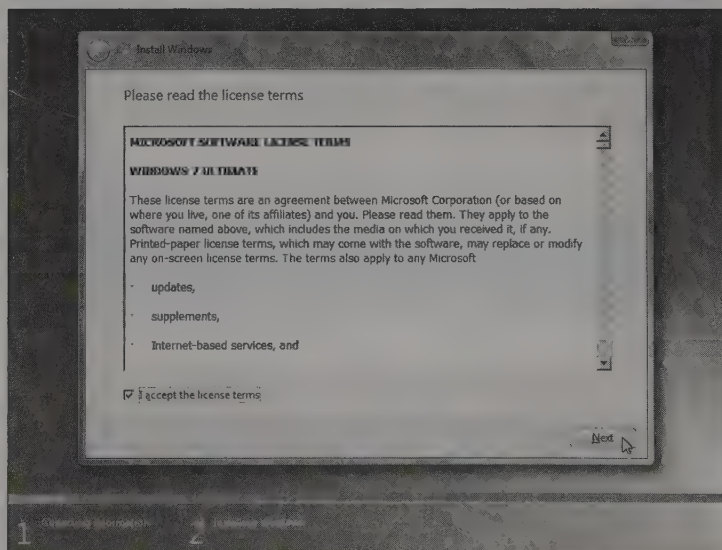 Install Windows
Please read the license terms
MICROSOFT SOFTWARE LICENSE TERMS
WINDOWS 7 ULTIMATE
These license terms are an agreement between Microsoft Corporation (or based on
where you live, one of its affiliates) and you. Please read them. They apply to the
software named above, which includes the media on which you received it, if any.
Printed-paper license terms, which may come with the software, may replace or modify
any on-screen license terms. The terms also apply to any Microsoft
· updates,
· supplements,
· Internet-based services, and
I accept the license terms
Next
1
2